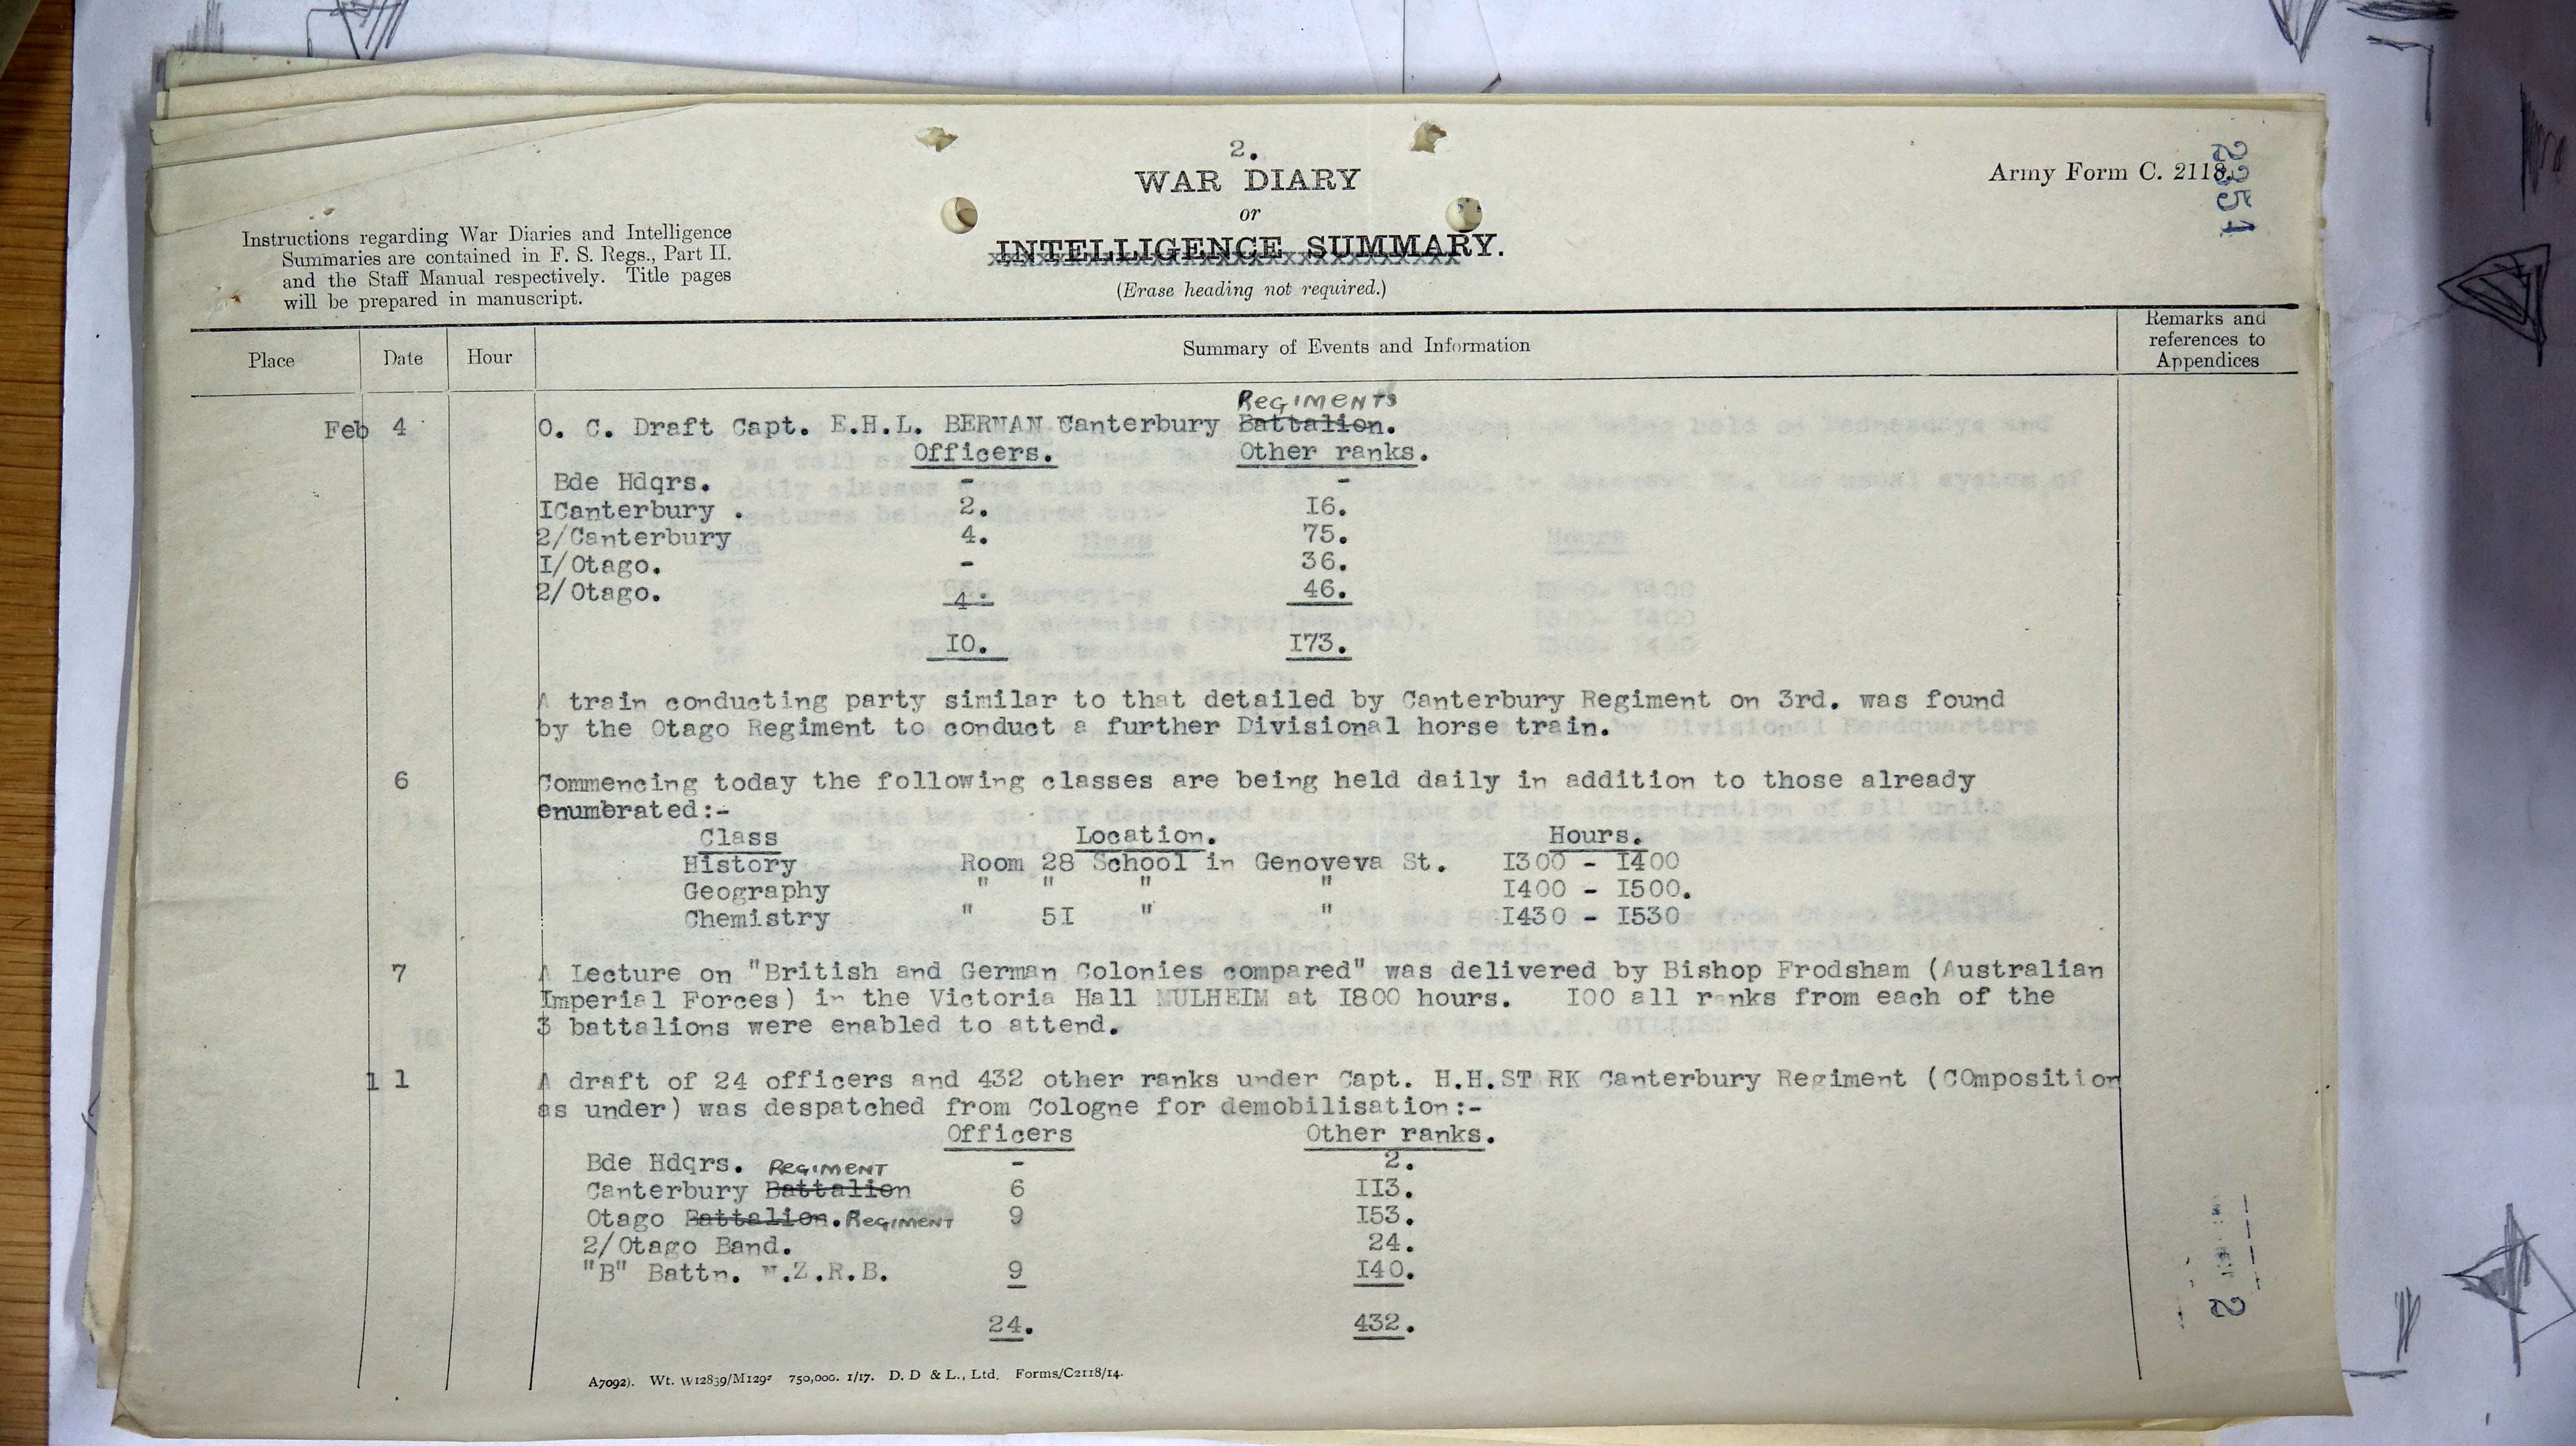 2.
WAR DIARY
Army Form C. 2118.
2351
or
INTELLIGENCE SUMMARY.
(Erase heading not required.)
Instructions regarding War Diaries and Intelligence
Summaries are contained in F. S. Regs., Part II.
and the Staff Manual respectively. Title pages
will be prepared in manuscript.
Place Date Hour Summary of Events and Information Remarks and references to Appendices
REGIMENTS
Feb 4 O. C. Draft Capt. E.H.L. BERNAN Canterbury Battalion.
Officers. Other ranks.
Bde Hdqrs. - -
ICanterbury . 2. I6.
2/Canterbury 4. 75.
I/Otago. - 36.
2/Otago. 4. 46.
I0. I73.
A train conducting party similar to that detailed by Canterbury Regiment on 3rd. was found
by the Otago Regiment to conduct a further Divisional horse train.
6 Commencing today the following classes are being held daily in addition to those already
enumerated:-
Class Location. Hours.
History Room 28 School in Genoveva St. I300 - I400
Geography " " " " I400 - I500.
Chemistry " 5I " " I430 - I530
7 A Lecture on "British and German Colonies compared" was delivered by Bishop Frodsham (Australian
Imperial Forces) in the Victoria Hall MULHEIM at I800 hours. I00 all ranks from each of the
3 battalions were enabled to attend.
11 A draft of 24 officers and 432 other ranks under Capt. H.H.ST RK Canterbury Regiment (COmposition
as under) was despatched from Cologne for demobilisation:-
Officers Other ranks.
Bde Hdqrs. - 2.
REGIMENT
Canterbury Battalion 6 II3.
Otago Battalion. REGIMENT 9 I53.
2/Otago Band. 24.
"B" Battn. N.Z.R.B. 9 I40.
24. 432.
2
A7092). Wt. W12839/M1292 750,000. 1/17. D. D & L., Ltd. Forms/C2118/14.